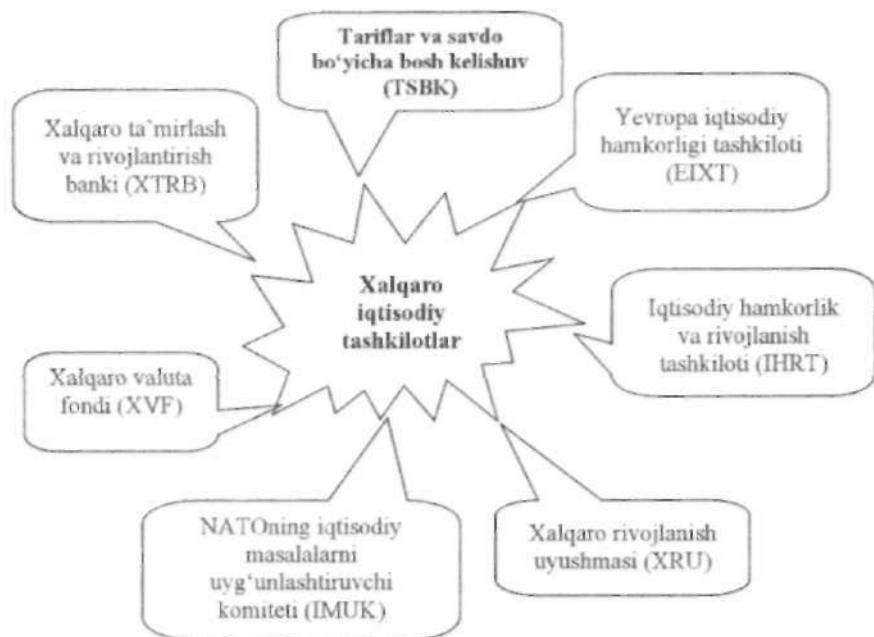 Tariflar va savdo
bo‘yicha bosh kelishuv
(TSBK)
Xalqaro ta`mirlash
va rivojlantirish
banki (XTRB)
Yevropa iqtisodiy
hamkorligi tashkiloti
(EIXT)
Xalqaro
iqtisodiy
tashkilotlar
Iqtisodiy hamkorlik
va rivojlanish
tashkiloti (IHRT)
Xalqaro valuta
fondi (XVF)
NATOning iqtisodiy
masalalarni
uyg‘unlashtiruvchi
komiteti (IMUK)
Xalqaro rivojlanish
uyushmasi (XRU)